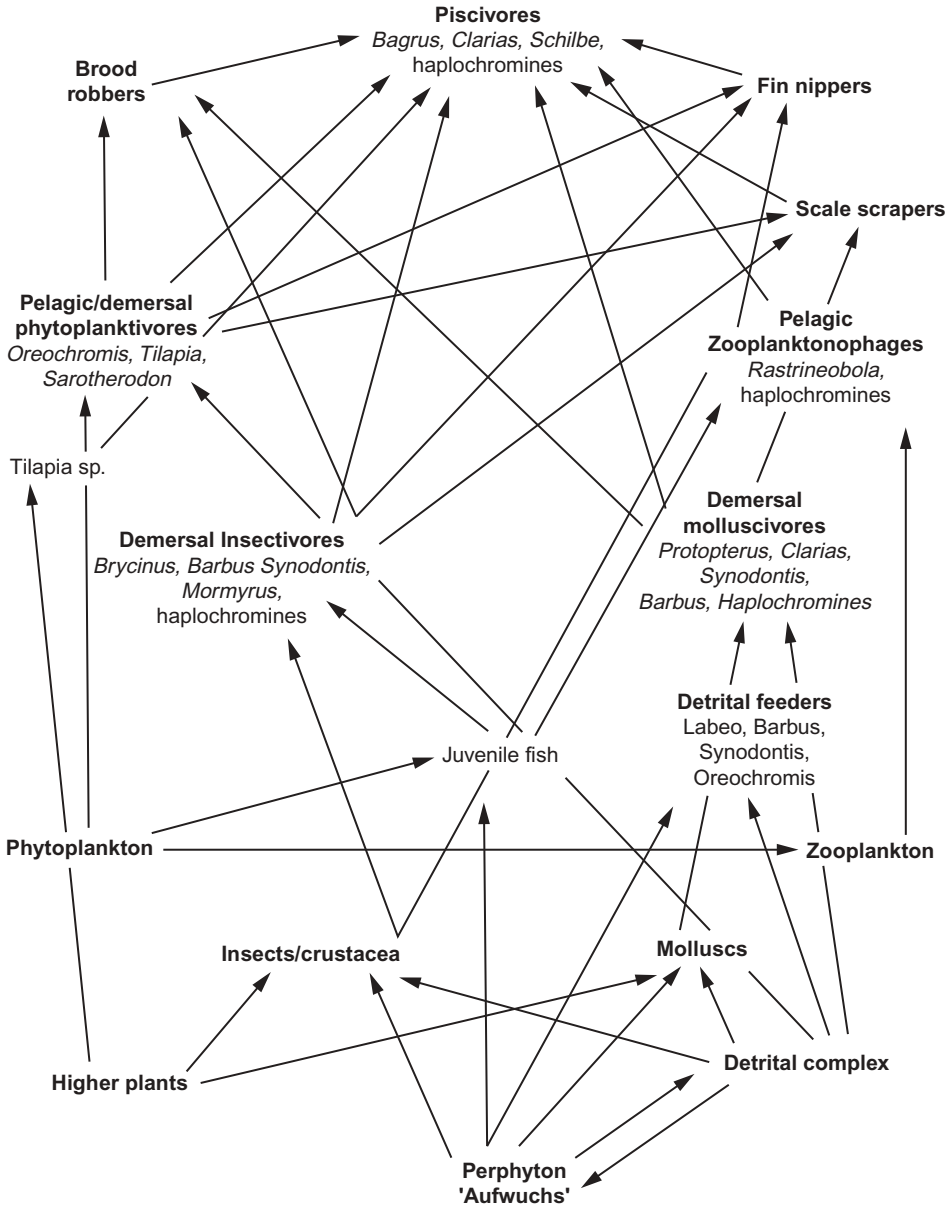 Piscivores
Bagrus, Clarias, Schilbe,
haplochromines
Brood
robbers
Fin nippers
Scale scrapers
Pelagic/demersal
phytoplanktivores
Oreochromis, Tilapia,
Sarotherodon
Pelagic
Zooplanktonophages
Rastrineobola,
haplochromines
Tilapia sp.
Demersal
molluscivores
Protopterus, Clarias,
Synodontis,
Barbus, Haplochromines
Demersal Insectivores
Brycinus, Barbus Synodontis,
Mormyrus,
haplochromines
Detrital feeders
Labeo, Barbus,
Synodontis,
Oreochromis
Juvenile fish
Phytoplankton
Zooplankton
Insects/crustacea
Molluscs
Higher plants
Detrital complex
Perphyton
'Aufwuchs'